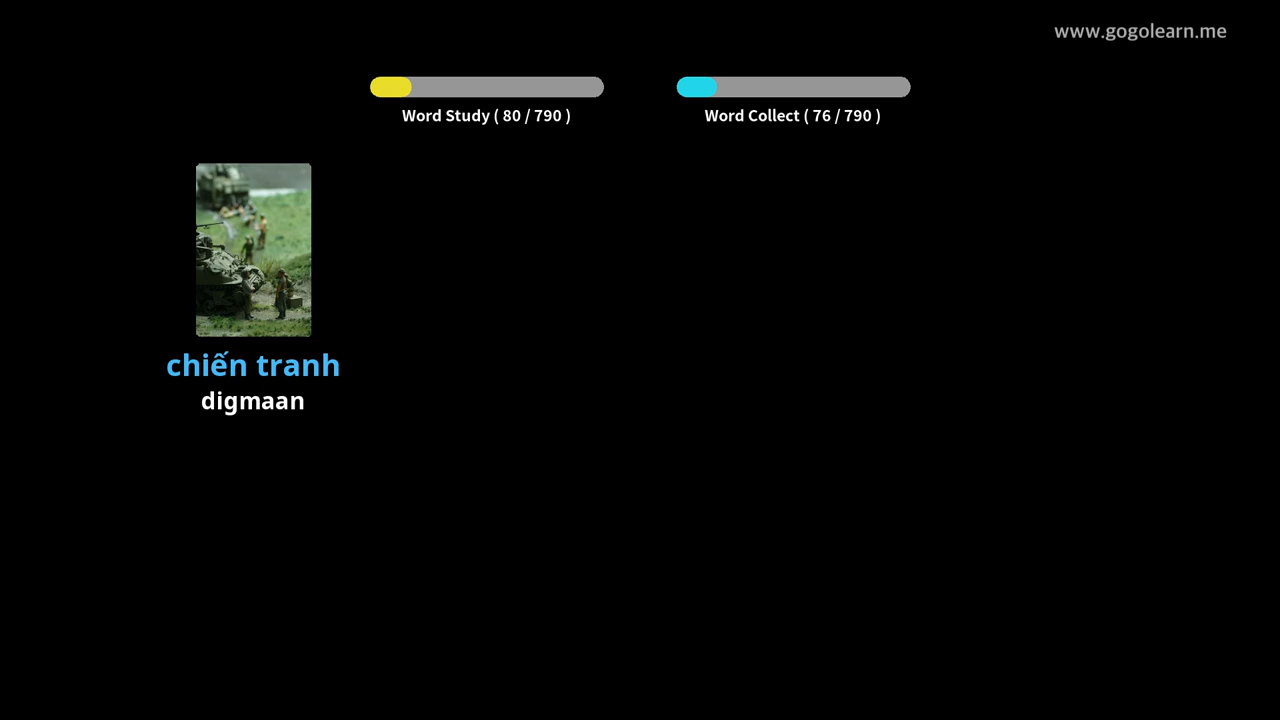 www.gogolearn.me
Word Study ( 80 / 790 )
Word Collect ( 76 / 790 )
chiến tranh
digmaan